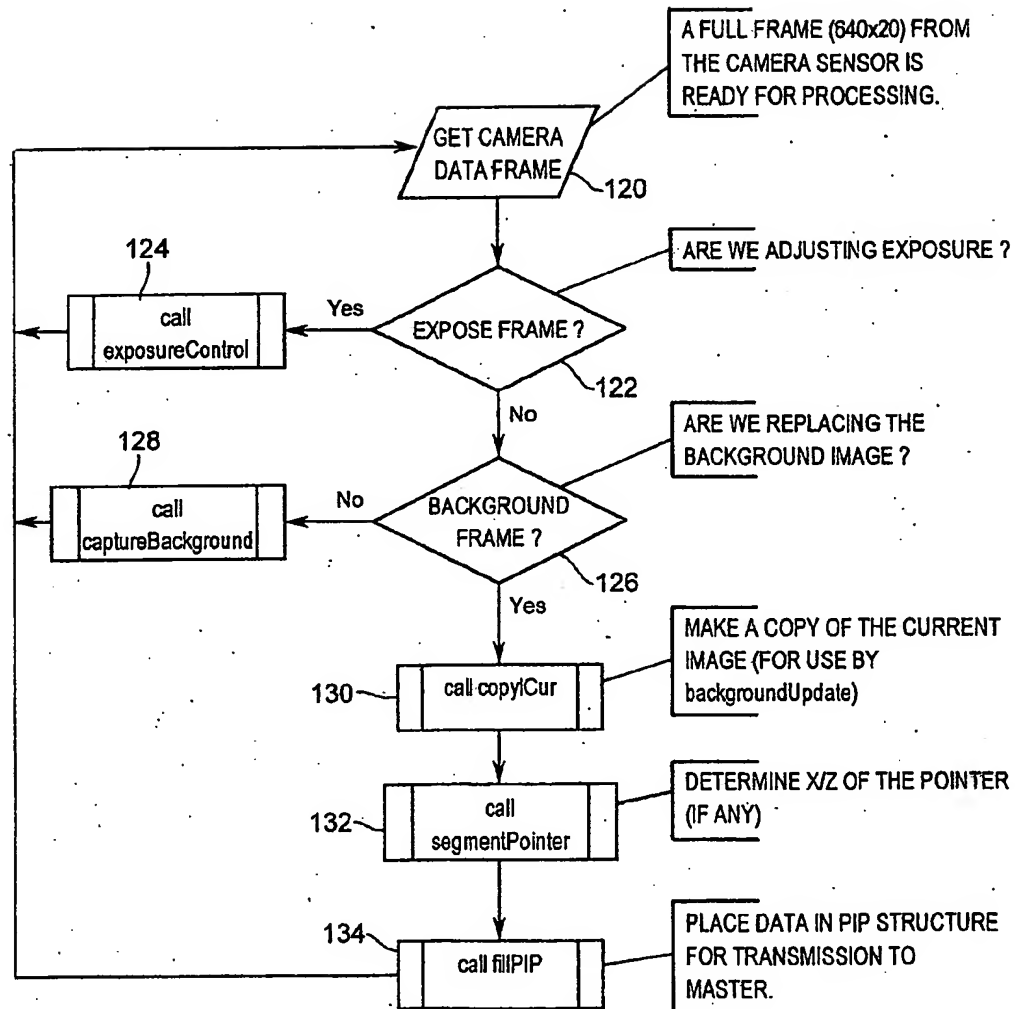 A FULL FRAME (640x20) FROM
THE CAMERA SENSOR IS
READY FOR PROCESSING.
GET CAMERA
DATA FRAME
120
ARE WE ADJUSTING EXPOSURE ?
124
call
exposureControl
Yes
EXPOSE FRAME ?
122
No
ARE WE REPLACING THE
BACKGROUND IMAGE ?
128
call
captureBackground
No
BACKGROUND
FRAME ?
126
Yes
MAKE A COPY OF THE CURRENT
IMAGE (FOR USE BY
backgroundUpdate)
130
call copyICur
DETERMINE X/Z OF THE POINTER
(IF ANY)
132
call
segmentPointer
134
call fillPIP
PLACE DATA IN PIP STRUCTURE
FOR TRANSMISSION TO
MASTER.